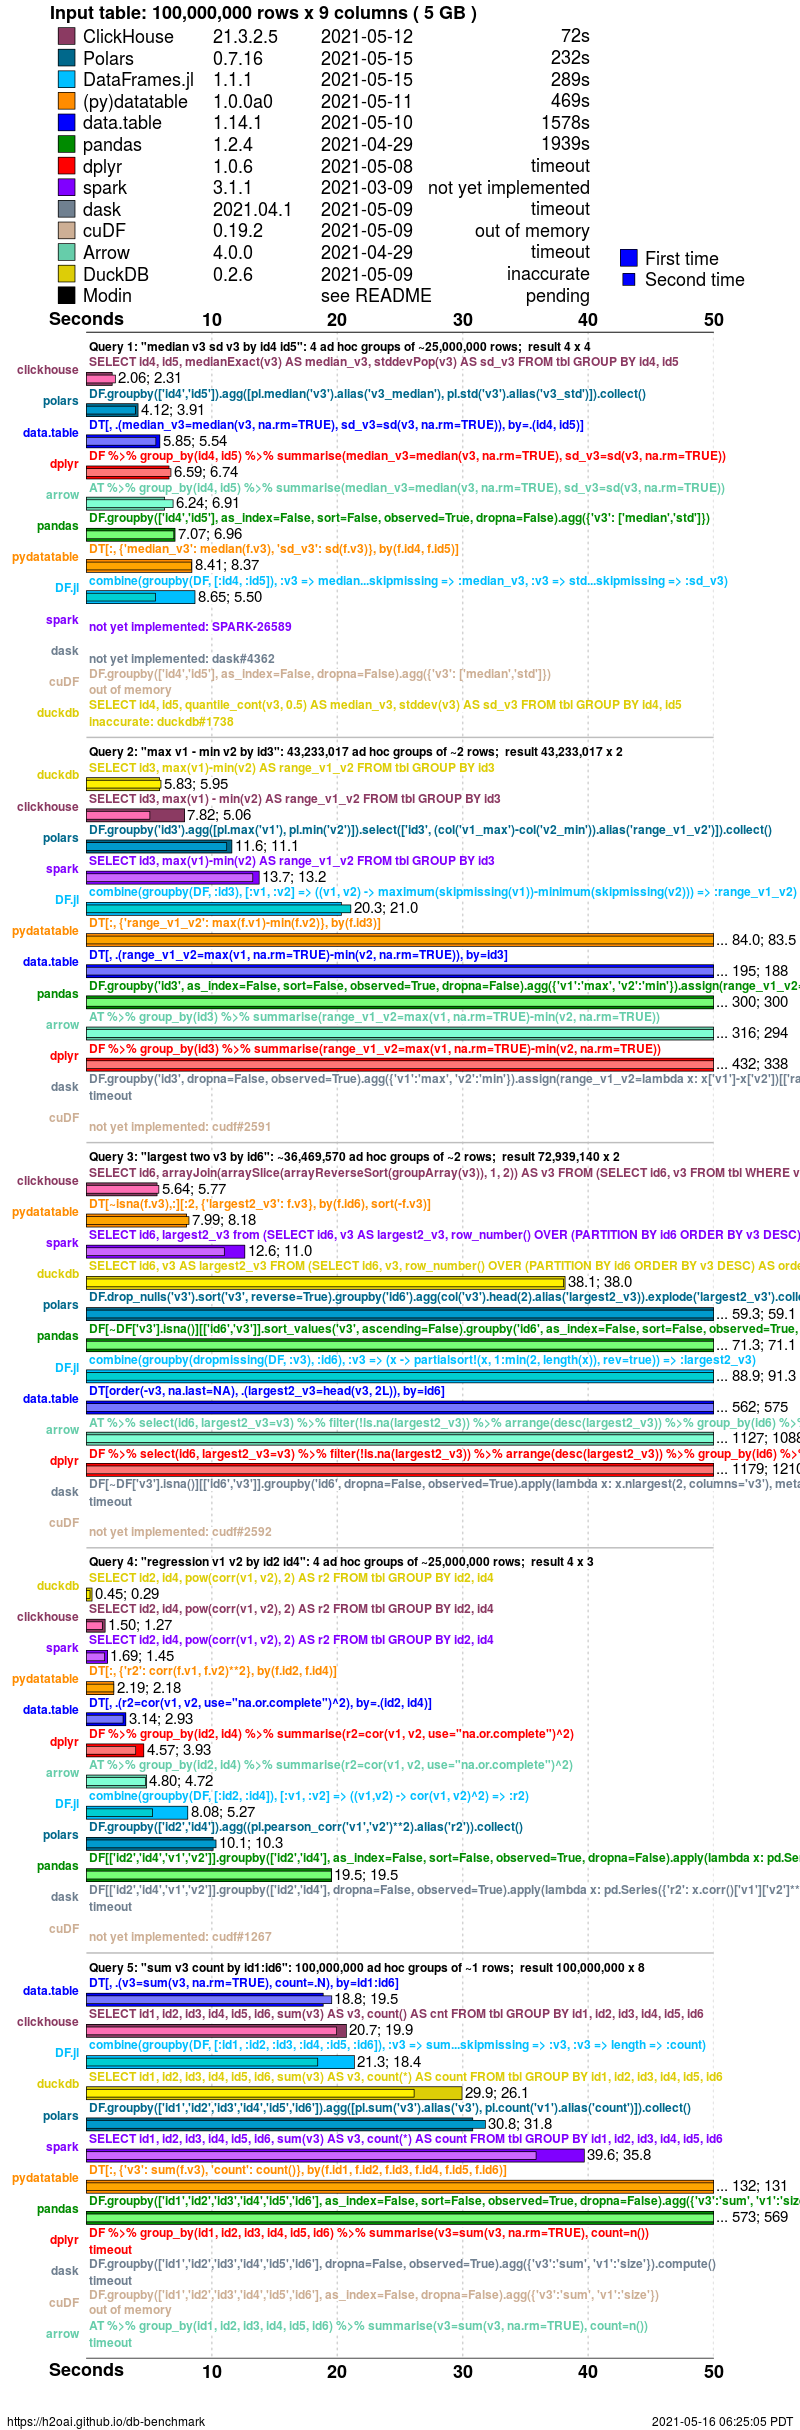 Input table: 100,000,000 rows x 9 columns ( 5 GB )
ClickHouse 21.3.2.5 2021-05-12 72s
Polars 0.7.16 2021-05-15 232s
DataFrames.jl 1.1.1 2021-05-15 289s
(py)datatable 1.0.0a0 2021-05-11 469s
data.table 1.14.1 2021-05-10 1578s
pandas 1.2.4 2021-04-29 1939s
dplyr 1.0.6 2021-05-08 timeout
spark 3.1.1 2021-03-09 not yet implemented
dask 2021.04.1 2021-05-09 timeout
cuDF 0.19.2 2021-05-09 out of memory
Arrow 4.0.0 2021-04-29 timeout
First time
DuckDB 0.2.6 2021-05-09 inaccurate
Second time
Modin see README pending
Seconds 10 20 30 40 50
Query 1: "median v3 sd v3 by id4 id5": 4 ad hoc groups of ~25,000,000 rows; result 4 x 4
SELECT id4, id5, medianExact(v3) AS median_v3, stddevPop(v3) AS sd_v3 FROM tbl GROUP BY id4, id5
clickhouse
2.06; 2.31
DF.groupby(['id4','id5']).agg([pl.median('v3').alias('v3_median'), pl.std('v3').alias('v3_std')]).collect()
polars
4.12; 3.91
DT[, .(median_v3=median(v3, na.rm=TRUE), sd_v3=sd(v3, na.rm=TRUE)), by=.(id4, id5)]
data.table
5.85; 5.54
DF %>% group_by(id4, id5) %>% summarise(median_v3=median(v3, na.rm=TRUE), sd_v3=sd(v3, na.rm=TRUE))
dplyr
6.59; 6.74
AT %>% group_by(id4, id5) %>% summarise(median_v3=median(v3, na.rm=TRUE), sd_v3=sd(v3, na.rm=TRUE))
arrow
6.24; 6.91
DF.groupby(['id4','id5'], as_index=False, sort=False, observed=True, dropna=False).agg({'v3': ['median','std']})
pandas
7.07; 6.96
DT[:, {'median_v3': median(f.v3), 'sd_v3': sd(f.v3)}, by(f.id4, f.id5)]
pydatatable
8.41; 8.37
combine(groupby(DF, [:id4, :id5]), :v3 => median...skipmissing => :median_v3, :v3 => std...skipmissing => :sd_v3)
DF.jl
8.65; 5.50
spark
not yet implemented: SPARK-26589
dask
not yet implemented: dask#4362
DF.groupby(['id4','id5'], as_index=False, dropna=False).agg({'v3': ['median','std']})
cuDF
out of memory
SELECT id4, id5, quantile_cont(v3, 0.5) AS median_v3, stddev(v3) AS sd_v3 FROM tbl GROUP BY id4, id5
duckdb
inaccurate: duckdb#1738
Query 2: "max v1 - min v2 by id3": 43,233,017 ad hoc groups of ~2 rows; result 43,233,017 x 2
SELECT id3, max(v1)-min(v2) AS range_v1_v2 FROM tbl GROUP BY id3
duckdb
5.83; 5.95
SELECT id3, max(v1) - min(v2) AS range_v1_v2 FROM tbl GROUP BY id3
clickhouse
7.82; 5.06
DF.groupby('id3').agg([pl.max('v1'), pl.min('v2')]).select(['id3', (col('v1_max')-col('v2_min')).alias('range_v1_v2')]).collect()
polars
11.6; 11.1
SELECT id3, max(v1)-min(v2) AS range_v1_v2 FROM tbl GROUP BY id3
spark
13.7; 13.2
combine(groupby(DF, :id3), [:v1, :v2] => ((v1, v2) -> maximum(skipmissing(v1))-minimum(skipmissing(v2))) => :range_v1_v2)
DF.jl
20.3; 21.0
DT[:, {'range_v1_v2': max(f.v1)-min(f.v2)}, by(f.id3)]
pydatatable
... 84.0; 83.5
DT[, .(range_v1_v2=max(v1, na.rm=TRUE)-min(v2, na.rm=TRUE)), by=id3]
data.table
... 195; 188
DF.groupby('id3', as_index=False, sort=False, observed=True, dropna=False).agg({'v1':'max', 'v2':'min'}).assign(range_v1_v2=
pandas
... 300; 300
AT %>% group_by(id3) %>% summarise(range_v1_v2=max(v1, na.rm=TRUE)-min(v2, na.rm=TRUE))
arrow
... 316; 294
DF %>% group_by(id3) %>% summarise(range_v1_v2=max(v1, na.rm=TRUE)-min(v2, na.rm=TRUE))
dplyr
... 432; 338
DF.groupby('id3', dropna=False, observed=True).agg({'v1':'max', 'v2':'min'}).assign(range_v1_v2=lambda x: x['v1']-x['v2'])[['ra
dask
timeout
cuDF
not yet implemented: cudf#2591
Query 3: "largest two v3 by id6": ~36,469,570 ad hoc groups of ~2 rows; result 72,939,140 x 2
SELECT id6, arrayJoin(arraySlice(arrayReverseSort(groupArray(v3)), 1, 2)) AS v3 FROM (SELECT id6, v3 FROM tbl WHERE v
clickhouse
5.64; 5.77
DT[~isna(f.v3),:][:2, {'largest2_v3': f.v3}, by(f.id6), sort(-f.v3)]
pydatatable
7.99; 8.18
SELECT id6, largest2_v3 from (SELECT id6, v3 AS largest2_v3, row_number() OVER (PARTITION BY id6 ORDER BY v3 DESC)
spark
12.6; 11.0
SELECT id6, v3 AS largest2_v3 FROM (SELECT id6, v3, row_number() OVER (PARTITION BY id6 ORDER BY v3 DESC) AS orde
duckdb
38.1; 38.0
DF.drop_nulls('v3').sort('v3', reverse=True).groupby('id6').agg(col('v3').head(2).alias('largest2_v3')).explode('largest2_v3').colle
polars
... 59.3; 59.1
DF[~DF['v3'].isna()][['id6','v3']].sort_values('v3', ascending=False).groupby('id6', as_index=False, sort=False, observed=True,
pandas
... 71.3; 71.1
combine(groupby(dropmissing(DF, :v3), :id6), :v3 => (x -> partialsort!(x, 1:min(2, length(x)), rev=true)) => :largest2_v3)
DF.jl
... 88.9; 91.3
DT[order(-v3, na.last=NA), .(largest2_v3=head(v3, 2L)), by=id6]
data.table
... 562; 575
AT %>% select(id6, largest2_v3=v3) %>% filter(!is.na(largest2_v3)) %>% arrange(desc(largest2_v3)) %>% group_by(id6) %>%
arrow
... 1127; 1088
DF %>% select(id6, largest2_v3=v3) %>% filter(!is.na(largest2_v3)) %>% arrange(desc(largest2_v3)) %>% group_by(id6) %>%
dplyr
... 1179; 1210
DF[~DF['v3'].isna()][['id6','v3']].groupby('id6', dropna=False, observed=True).apply(lambda x: x.nlargest(2, columns='v3'), meta
dask
timeout
cuDF
not yet implemented: cudf#2592
Query 4: "regression v1 v2 by id2 id4": 4 ad hoc groups of ~25,000,000 rows; result 4 x 3
SELECT id2, id4, pow(corr(v1, v2), 2) AS r2 FROM tbl GROUP BY id2, id4
duckdb
0.45; 0.29
SELECT id2, id4, pow(corr(v1, v2), 2) AS r2 FROM tbl GROUP BY id2, id4
clickhouse
1.50; 1.27
SELECT id2, id4, pow(corr(v1, v2), 2) AS r2 FROM tbl GROUP BY id2, id4
spark
1.69; 1.45
DT[:, {'r2': corr(f.v1, f.v2)**2}, by(f.id2, f.id4)]
pydatatable
2.19; 2.18
DT[, .(r2=cor(v1, v2, use="na.or.complete")^2), by=.(id2, id4)]
data.table
3.14; 2.93
DF %>% group_by(id2, id4) %>% summarise(r2=cor(v1, v2, use="na.or.complete")^2)
dplyr
4.57; 3.93
AT %>% group_by(id2, id4) %>% summarise(r2=cor(v1, v2, use="na.or.complete")^2)
arrow
4.80; 4.72
combine(groupby(DF, [:id2, :id4]), [:v1, :v2] => ((v1,v2) -> cor(v1, v2)^2) => :r2)
DF.jl
8.08; 5.27
DF.groupby(['id2','id4']).agg((pl.pearson_corr('v1','v2')**2).alias('r2')).collect()
polars
10.1; 10.3
DF[['id2','id4','v1','v2']].groupby(['id2','id4'], as_index=False, sort=False, observed=True, dropna=False).apply(lambda x: pd.Se
pandas
19.5; 19.5
DF[['id2','id4','v1','v2']].groupby(['id2','id4'], dropna=False, observed=True).apply(lambda x: pd.Series({'r2': x.corr()['v1']['v2']**
dask
timeout
cuDF
not yet implemented: cudf#1267
Query 5: "sum v3 count by id1:id6": 100,000,000 ad hoc groups of ~1 rows; result 100,000,000 x 8
DT[, .(v3=sum(v3, na.rm=TRUE), count=.N), by=id1:id6]
data.table
18.8; 19.5
SELECT id1, id2, id3, id4, id5, id6, sum(v3) AS v3, count() AS cnt FROM tbl GROUP BY id1, id2, id3, id4, id5, id6
clickhouse
20.7; 19.9
combine(groupby(DF, [:id1, :id2, :id3, :id4, :id5, :id6]), :v3 => sum...skipmissing => :v3, :v3 => length => :count)
DF.jl
21.3; 18.4
SELECT id1, id2, id3, id4, id5, id6, sum(v3) AS v3, count(*) AS count FROM tbl GROUP BY id1, id2, id3, id4, id5, id6
duckdb
29.9; 26.1
DF.groupby(['id1','id2','id3','id4','id5','id6']).agg([pl.sum('v3').alias('v3'), pl.count('v1').alias('count')]).collect()
polars
30.8; 31.8
SELECT id1, id2, id3, id4, id5, id6, sum(v3) AS v3, count(*) AS count FROM tbl GROUP BY id1, id2, id3, id4, id5, id6
spark
39.6; 35.8
DT[:, {'v3': sum(f.v3), 'count': count()}, by(f.id1, f.id2, f.id3, f.id4, f.id5, f.id6)]
pydatatable
... 132; 131
DF.groupby(['id1','id2','id3','id4','id5','id6'], as_index=False, sort=False, observed=True, dropna=False).agg({'v3':'sum', 'v1':'size
pandas
... 573; 569
DF %>% group_by(id1, id2, id3, id4, id5, id6) %>% summarise(v3=sum(v3, na.rm=TRUE), count=n())
dplyr
timeout
DF.groupby(['id1','id2','id3','id4','id5','id6'], dropna=False, observed=True).agg({'v3':'sum', 'v1':'size'}).compute()
dask
timeout
DF.groupby(['id1','id2','id3','id4','id5','id6'], as_index=False, dropna=False).agg({'v3':'sum', 'v1':'size'})
cuDF
out of memory
AT %>% group_by(id1, id2, id3, id4, id5, id6) %>% summarise(v3=sum(v3, na.rm=TRUE), count=n())
arrow
timeout
Seconds 10 20 30 40 50
https://h2oai.github.io/db-benchmark 2021-05-16 06:25:05 PDT